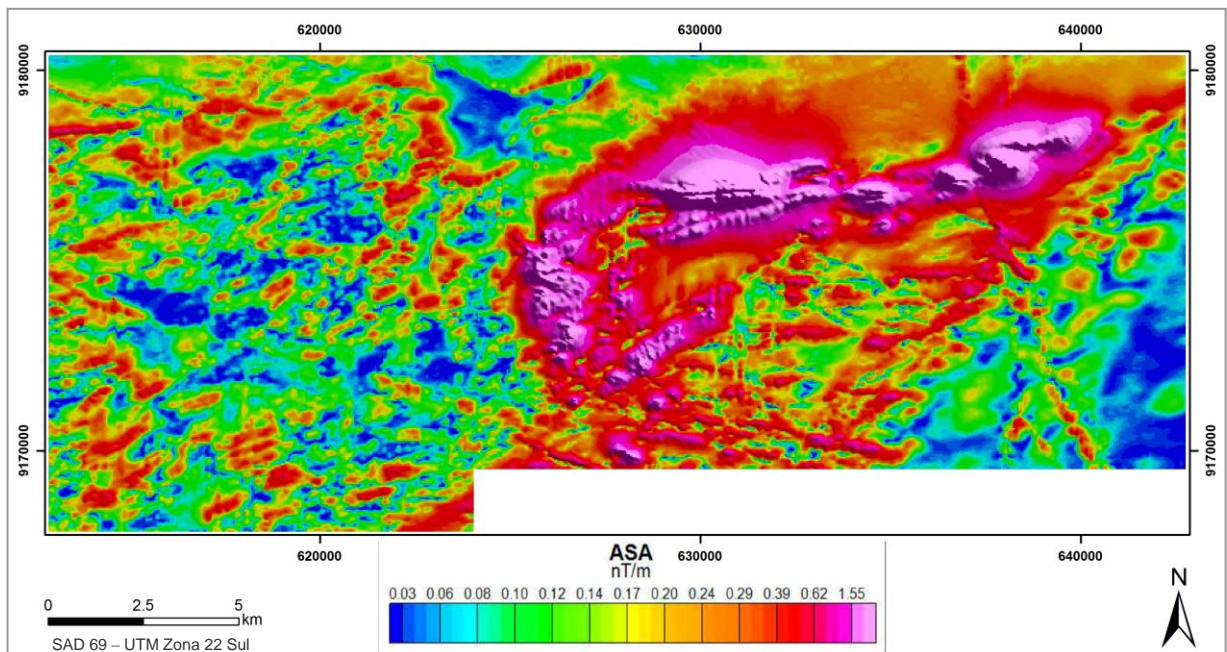 620000 630000 640000
9180000 9180000
9170000 9170000
620000 630000 640000
ASA
nT/m
0.03 0.06 0.08 0.10 0.12 0.14 0.17 0.20 0.24 0.29 0.39 0.62 1.55
N
0 2.5 5
km
SAD 69 – UTM Zona 22 Sul